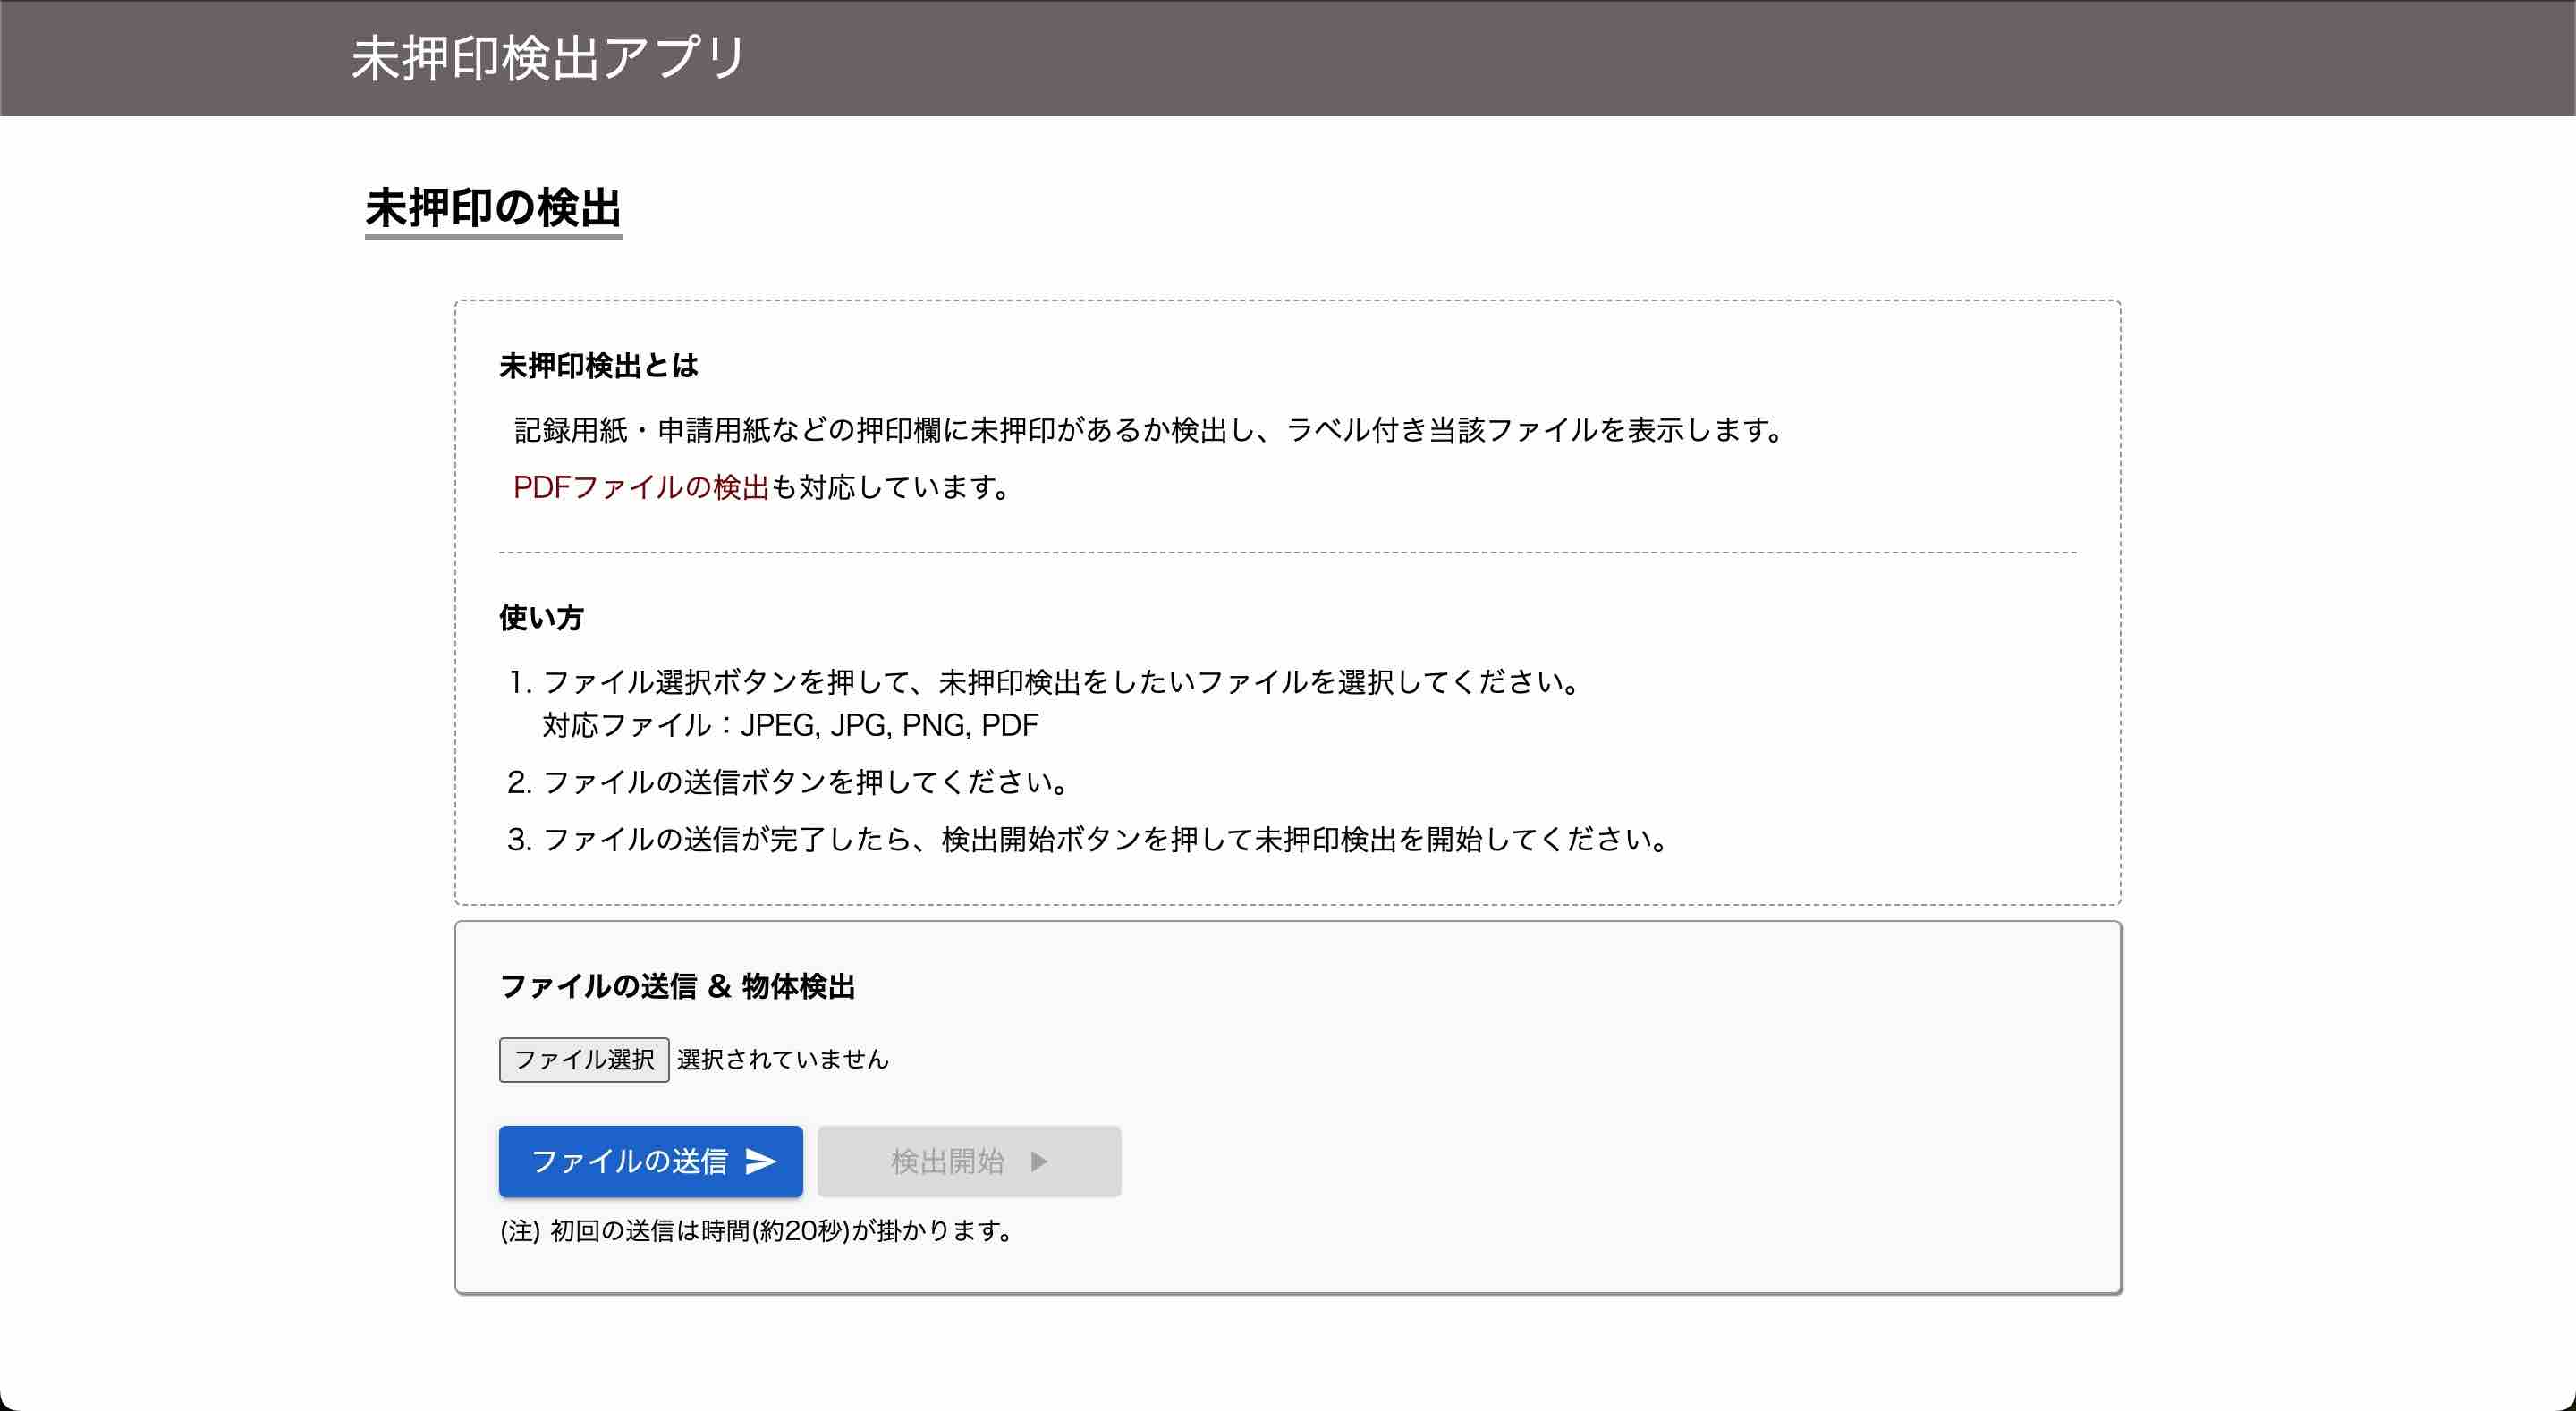 未押印検出アプリ
未押印の検出
未押印検出とは
記録用紙・申請用紙などの押印欄に未押印があるか検出し、ラベル付き当該ファイルを表示します。
PDFファイルの検出も対応しています。
使い方
1. ファイル選択ボタンを押して、未押印検出をしたいファイルを選択してください。
対応ファイル：JPEG, JPG, PNG, PDF
2. ファイルの送信ボタンを押してください。
3. ファイルの送信が完了したら、検出開始ボタンを押して未押印検出を開始してください。
ファイルの送信 & 物体検出
ファイル選択 選択されていません
ファイルの送信 検出開始
(注) 初回の送信は時間(約20秒)が掛かります。